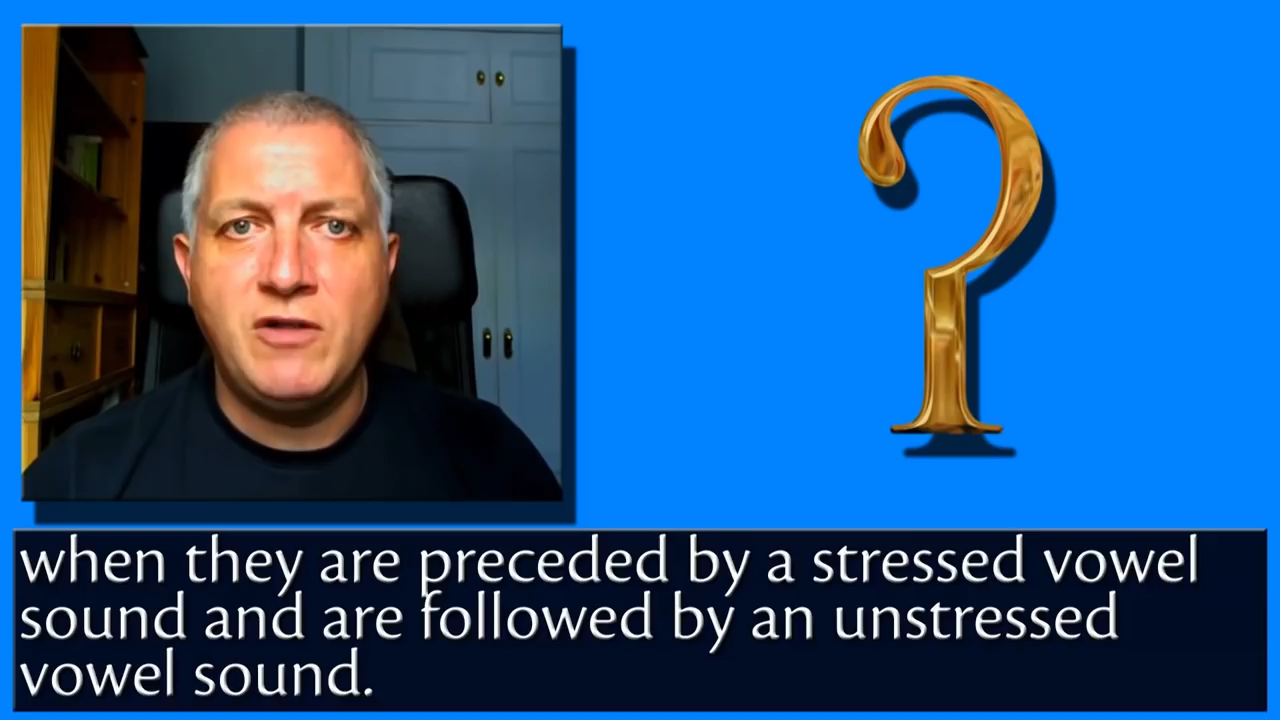 when they are preceded by a stressed vowel
sound and are followed by an unstressed
vowel sound.